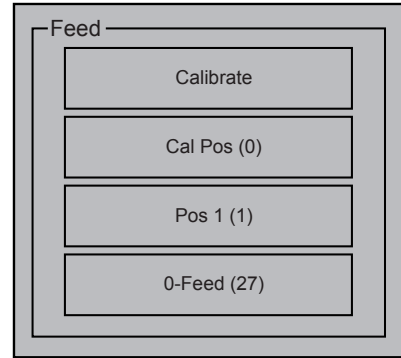 Feed
Calibrate
Cal Pos (0)
Pos 1 (1)
0-Feed (27)